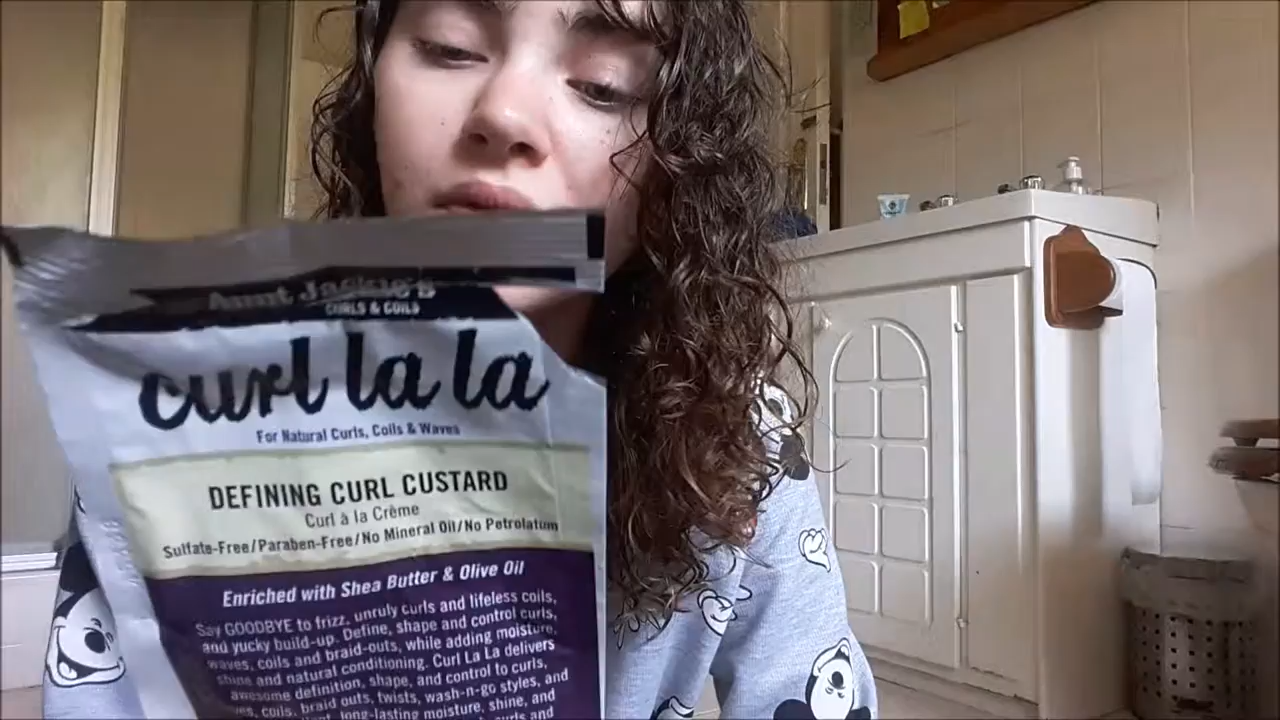 Aunt Jackie's
CURLS & COILS
curl la la
For Natural Curls, Coils & Waves
DEFINING CURL CUSTARD
Curl à la Crème
Sulfate-Free/Paraben-Free/No Mineral Oil/No Petrolatum
Enriched with Shea Butter & Olive Oil
Say GOODBYE to frizz, unruly curls and lifeless coils,
and yucky build-up. Define, shape and control curls,
waves, coils and braid-outs, while adding moisture,
shine and natural conditioning. Curl La La delivers
awesome definition, shape, and control to curls,
coils, braid outs, twists, wash-n-go styles, and
long-lasting moisture, shine, and
curls and